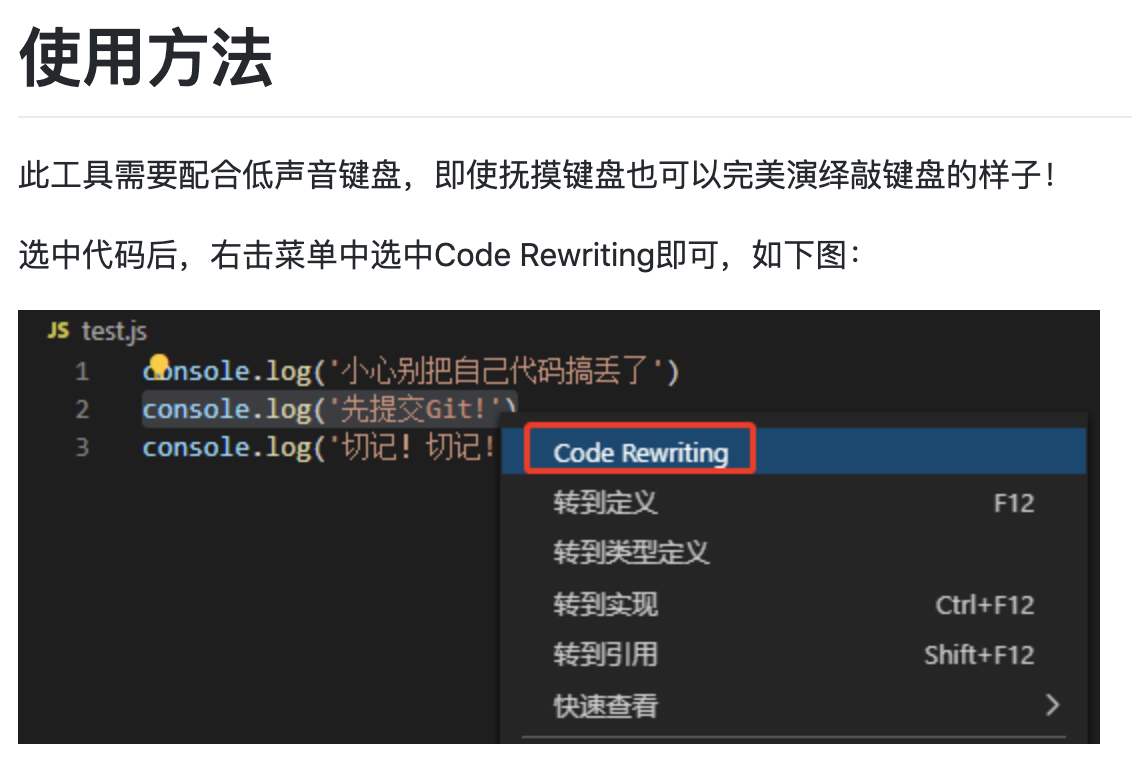 使用方法
此工具需要配合低声音键盘，即使抚摸键盘也可以完美演绎敲键盘的样子！
选中代码后，右击菜单中选中Code Rewriting即可，如下图：
JS test.js
1 console.log('小心别把自己代码搞丢了')
2 console.log('先提交Git!')
3 console.log('切记！切记！
Code Rewriting
转到定义 F12
转到类型定义
转到实现 Ctrl+F12
转到引用 Shift+F12
快速查看